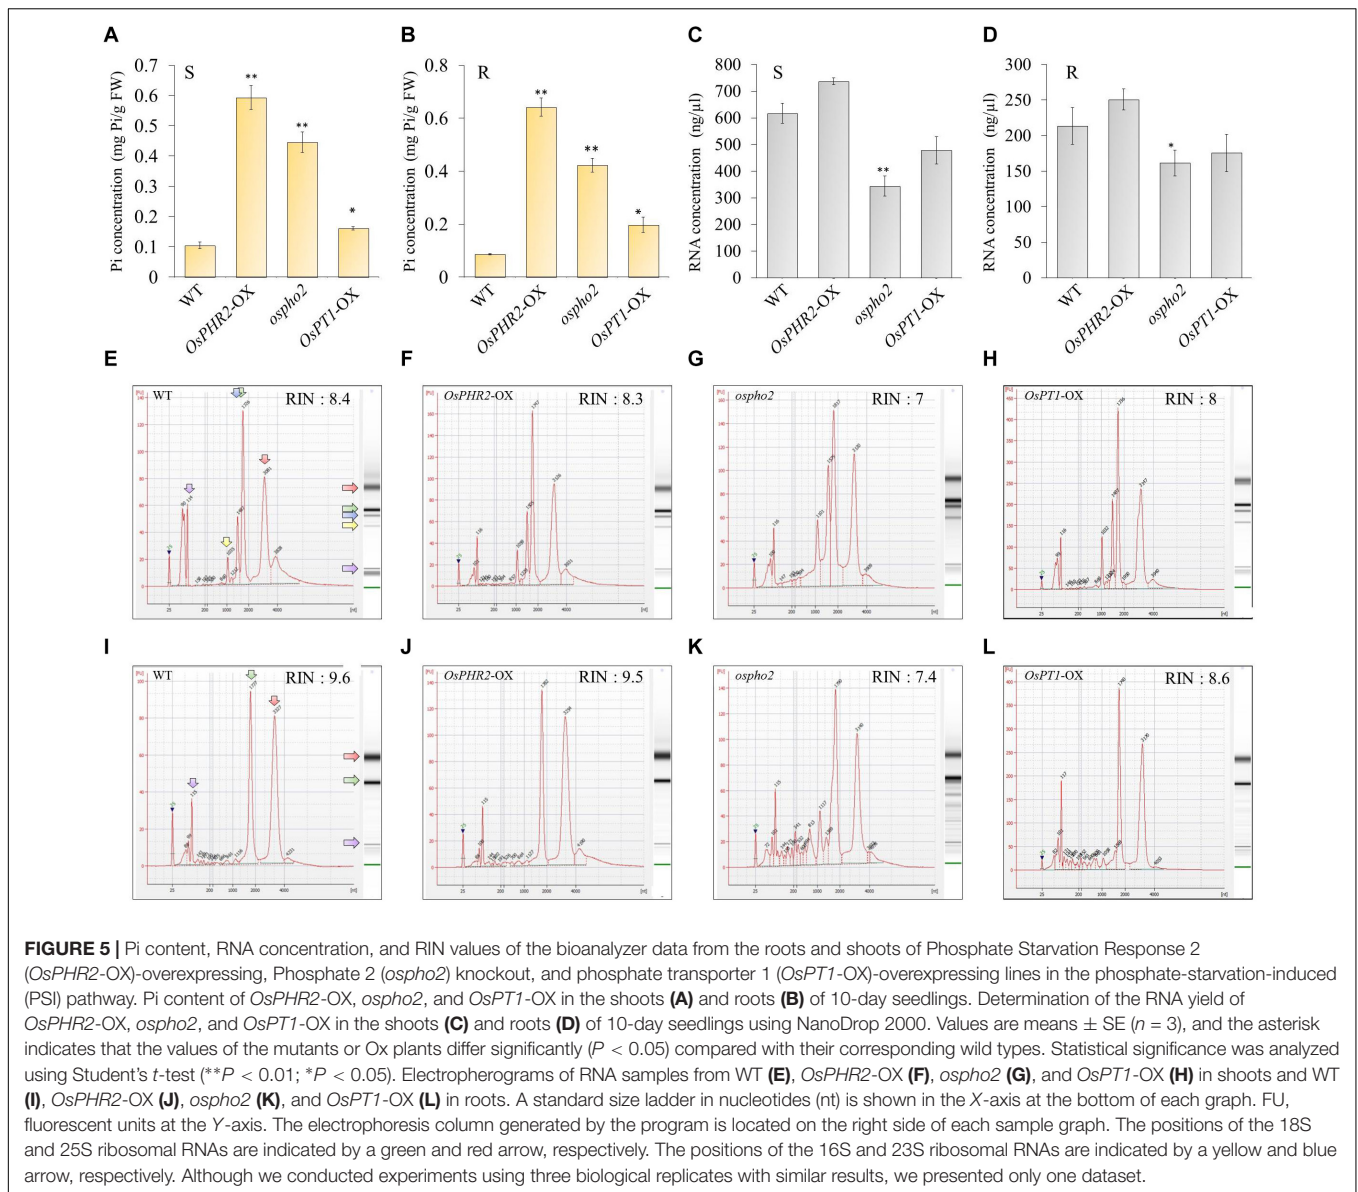 A
B
C
D
Pi concentration (mg Pi/g FW)
0.7
0.6
0.5
0.4
0.3
0.2
0.1
0
S
**
**
*
WT
OsPHR2-OX
ospho2
OsPT1-OX
Pi concentration (mg Pi/g FW)
0.8
0.6
0.4
0.2
0
R
**
**
*
WT
OsPHR2-OX
ospho2
OsPT1-OX
RNA concentration (ng/µl)
800
700
600
500
400
300
200
100
0
S
**
WT
OsPHR2-OX
ospho2
OsPT1-OX
RNA concentration (ng/µl)
300
250
200
150
100
50
0
R
*
WT
OsPHR2-OX
ospho2
OsPT1-OX
E
F
G
H
WT
RIN : 8.4
OsPHR2-OX
RIN : 8.3
ospho2
RIN : 7
OsPT1-OX
RIN : 8
I
J
K
L
WT
RIN : 9.6
OsPHR2-OX
RIN : 9.5
ospho2
RIN : 7.4
OsPT1-OX
RIN : 8.6
FIGURE 5 | Pi content, RNA concentration, and RIN values of the bioanalyzer data from the roots and shoots of Phosphate Starvation Response 2
(OsPHR2-OX)-overexpressing, Phosphate 2 (ospho2) knockout, and phosphate transporter 1 (OsPT1-OX)-overexpressing lines in the phosphate-starvation-induced
(PSI) pathway. Pi content of OsPHR2-OX, ospho2, and OsPT1-OX in the shoots (A) and roots (B) of 10-day seedlings. Determination of the RNA yield of
OsPHR2-OX, ospho2, and OsPT1-OX in the shoots (C) and roots (D) of 10-day seedlings using NanoDrop 2000. Values are means ± SE (n = 3), and the asterisk
indicates that the values of the mutants or Ox plants differ significantly (P < 0.05) compared with their corresponding wild types. Statistical significance was analyzed
using Student's t-test (**P < 0.01; *P < 0.05). Electropherograms of RNA samples from WT (E), OsPHR2-OX (F), ospho2 (G), and OsPT1-OX (H) in shoots and WT
(I), OsPHR2-OX (J), ospho2 (K), and OsPT1-OX (L) in roots. A standard size ladder in nucleotides (nt) is shown in the X-axis at the bottom of each graph. FU,
fluorescent units at the Y-axis. The electrophoresis column generated by the program is located on the right side of each sample graph. The positions of the 18S
and 25S ribosomal RNAs are indicated by a green and red arrow, respectively. The positions of the 16S and 23S ribosomal RNAs are indicated by a yellow and blue
arrow, respectively. Although we conducted experiments using three biological replicates with similar results, we presented only one dataset.